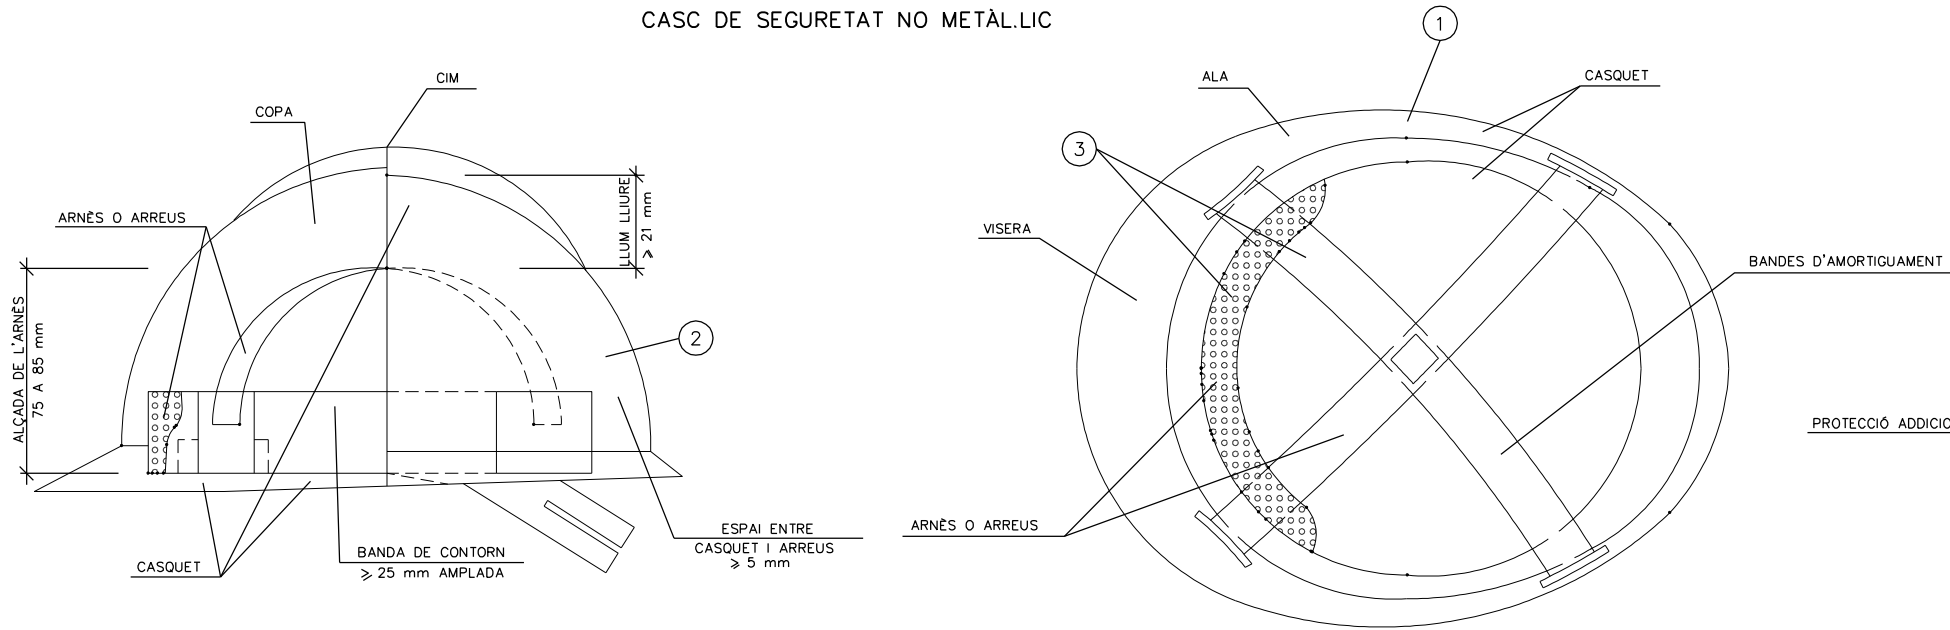 CASC DE SEGURETAT NO METÀL.LIC
CIM
COPA
ARNÈS O ARREUS
ALÇADA DE L'ARNÈS
75 A 85 mm
LLUM LLIURE
≥ 21 mm
2
CASQUET
BANDA DE CONTORN
≥ 25 mm AMPLADA
ESPAI ENTRE
CASQUET I ARREUS
≥ 5 mm
1
ALA
CASQUET
3
VISERA
BANDES D'AMORTIGUAMENT
ARNÈS O ARREUS
PROTECCIÓ ADDICIO